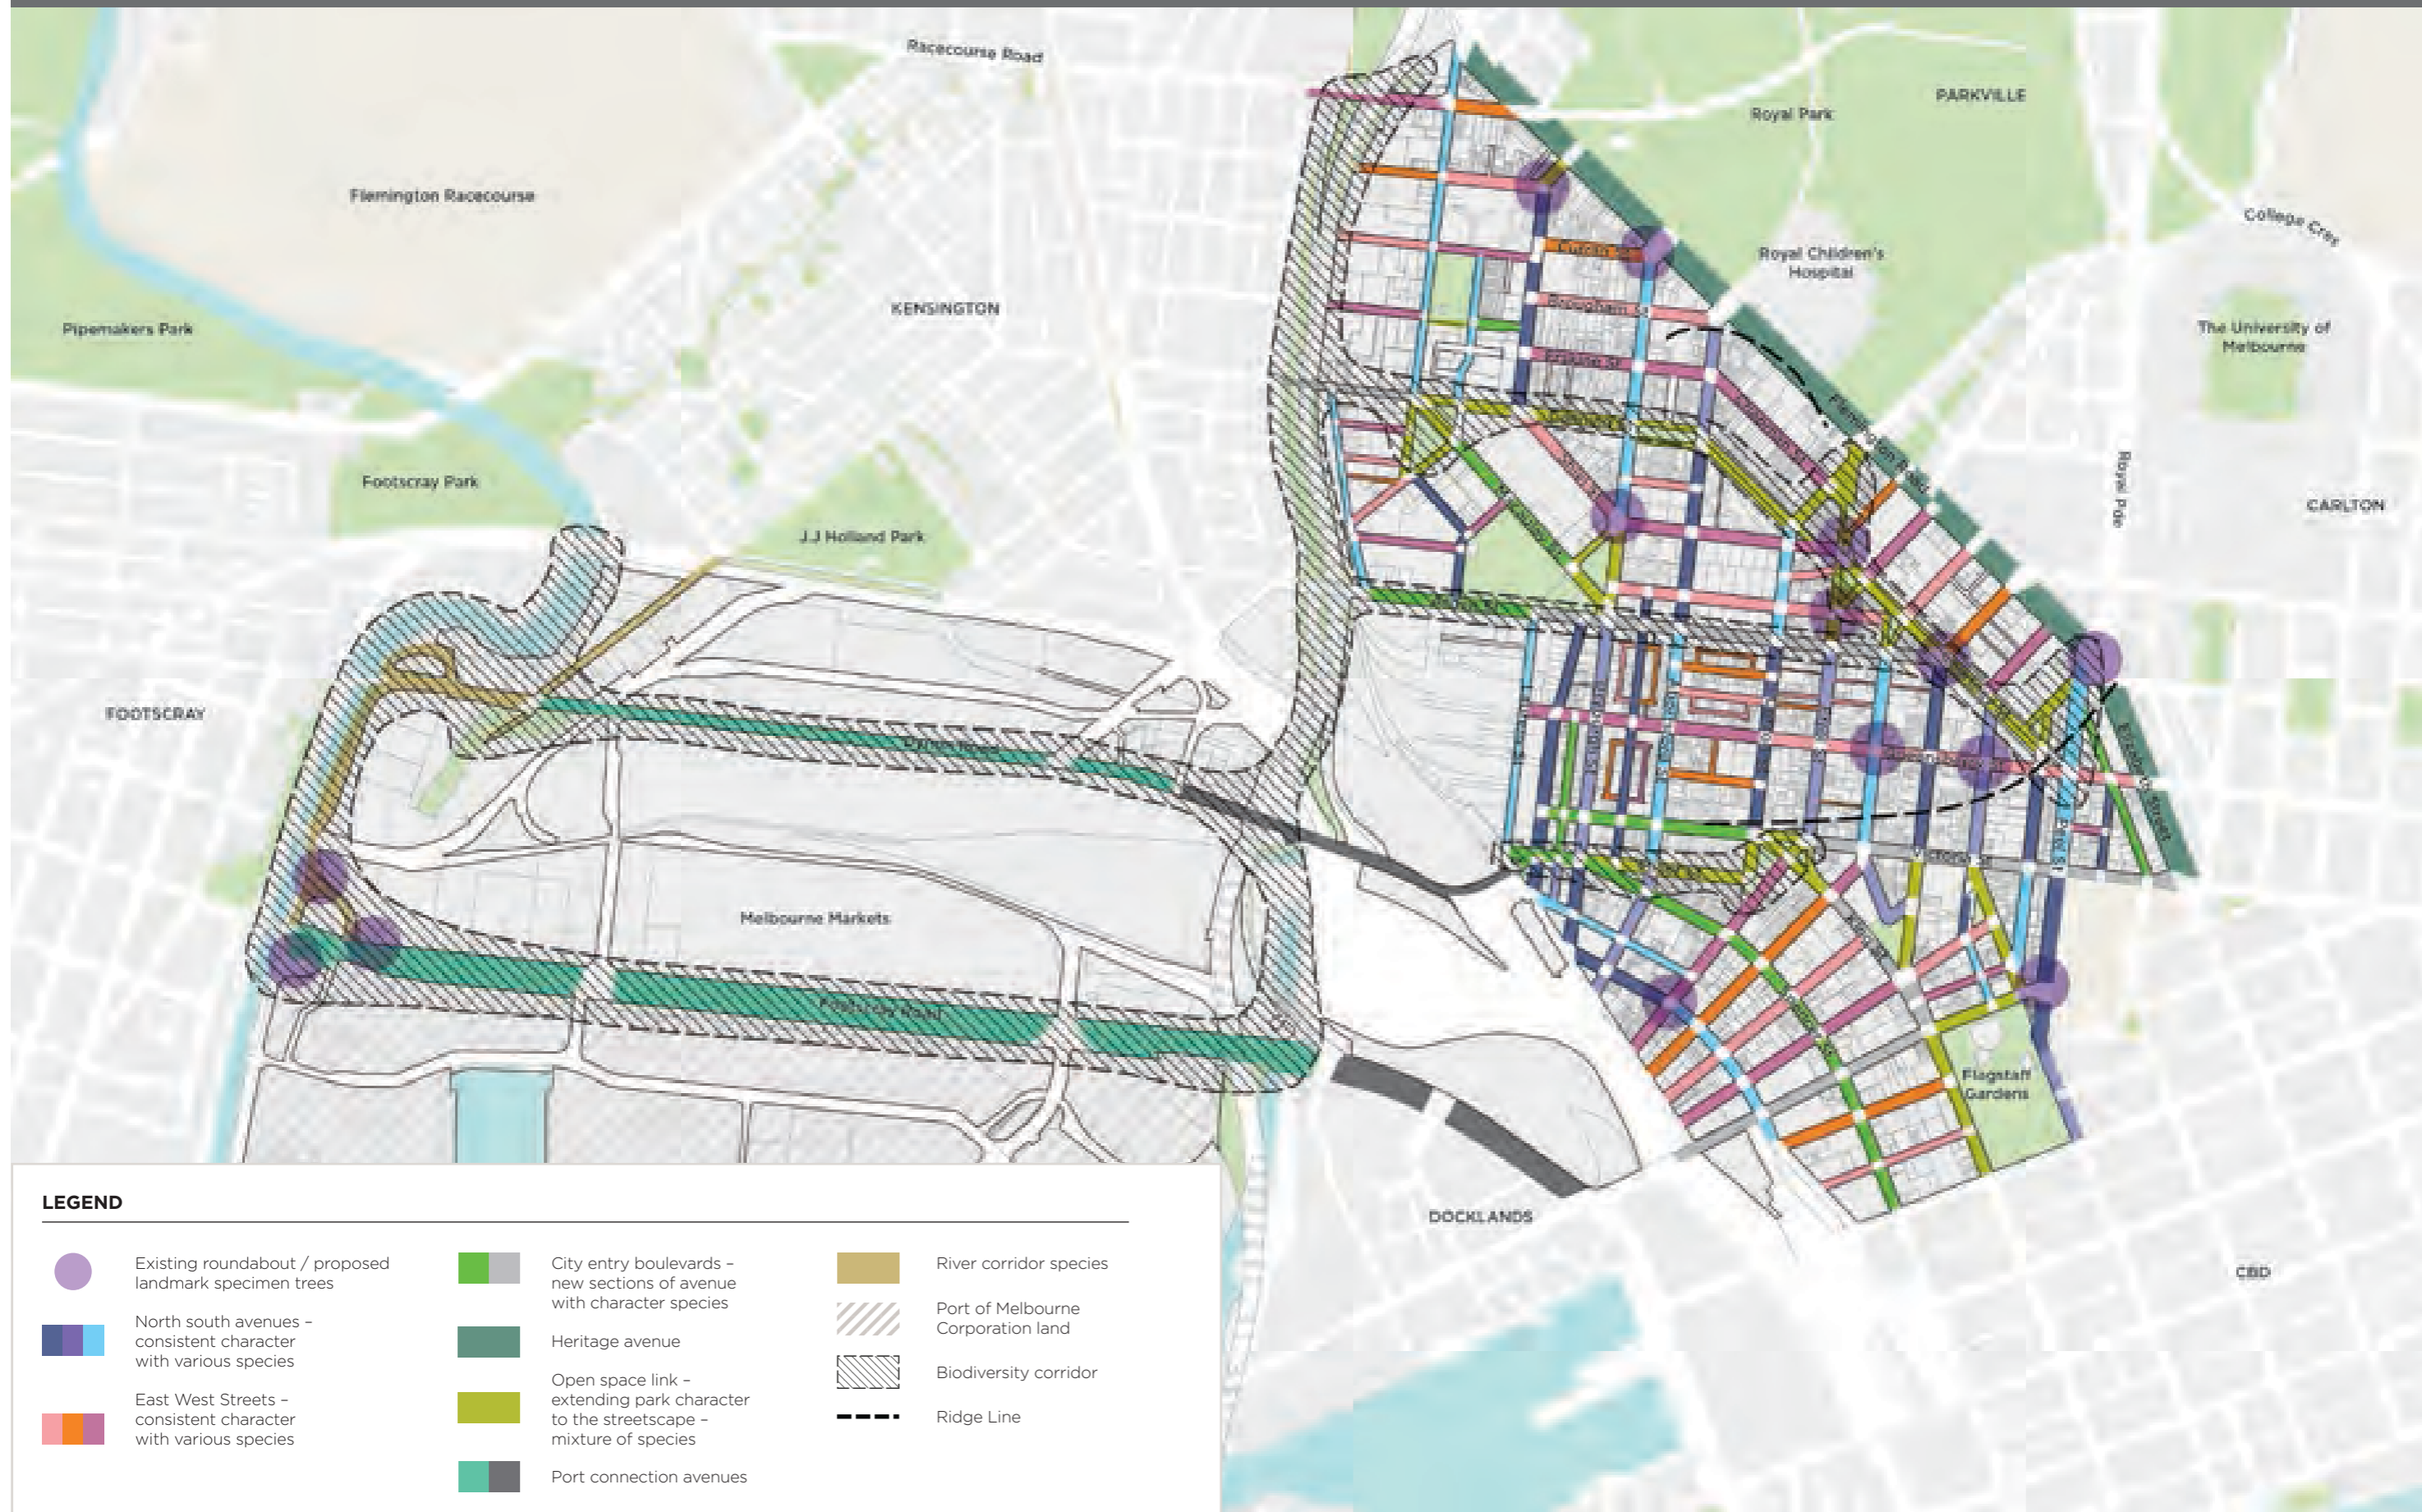 Racecourse Road
PARKVILLE
Royal Park
Flemington Racecourse
College Cres
Royal Children's
Hospital
KENSINGTON
Brougham St
Pipemakers Park
The University of
Melbourne
Flemington Road
Footscray Park
Royal Pde
CARLTON
J.J Holland Park
FOOTSCRAY
Elizabeth Street
Peel St
Melbourne Markets
Footscray Road
Flagstaff
Gardens
DOCKLANDS
CBD
LEGEND
Existing roundabout / proposed
landmark specimen trees
North south avenues –
consistent character
with various species
East West Streets –
consistent character
with various species
City entry boulevards –
new sections of avenue
with character species
Heritage avenue
Open space link –
extending park character
to the streetscape –
mixture of species
Port connection avenues
River corridor species
Port of Melbourne
Corporation land
Biodiversity corridor
Ridge Line